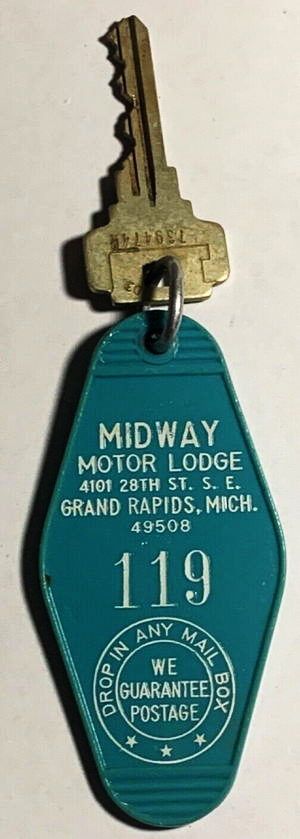 MIDWAY
MOTOR LODGE
4101 28TH ST. S. E.
GRAND RAPIDS, MICH.
49508
119
DROP IN ANY MAIL BOX
WE
GUARANTEE
POSTAGE